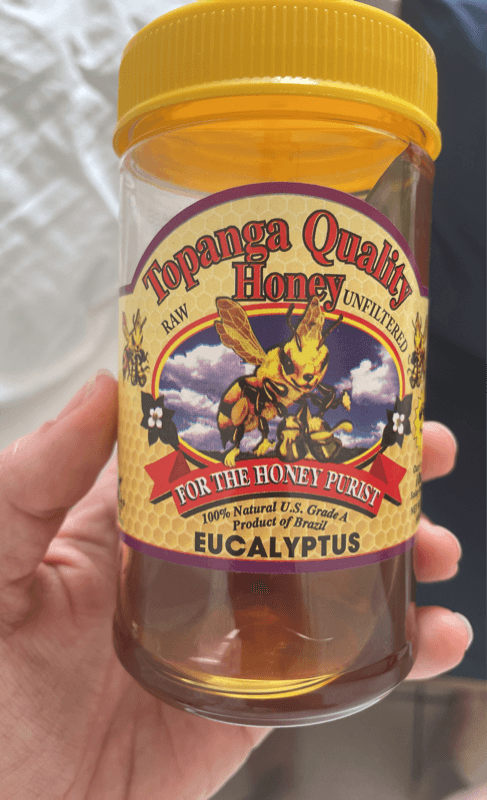 Topanga Quality
Honey
RAW
UNFILTERED
FOR THE HONEY PURIST
100% Natural U.S. Grade A
Product of Brazil
EUCALYPTUS